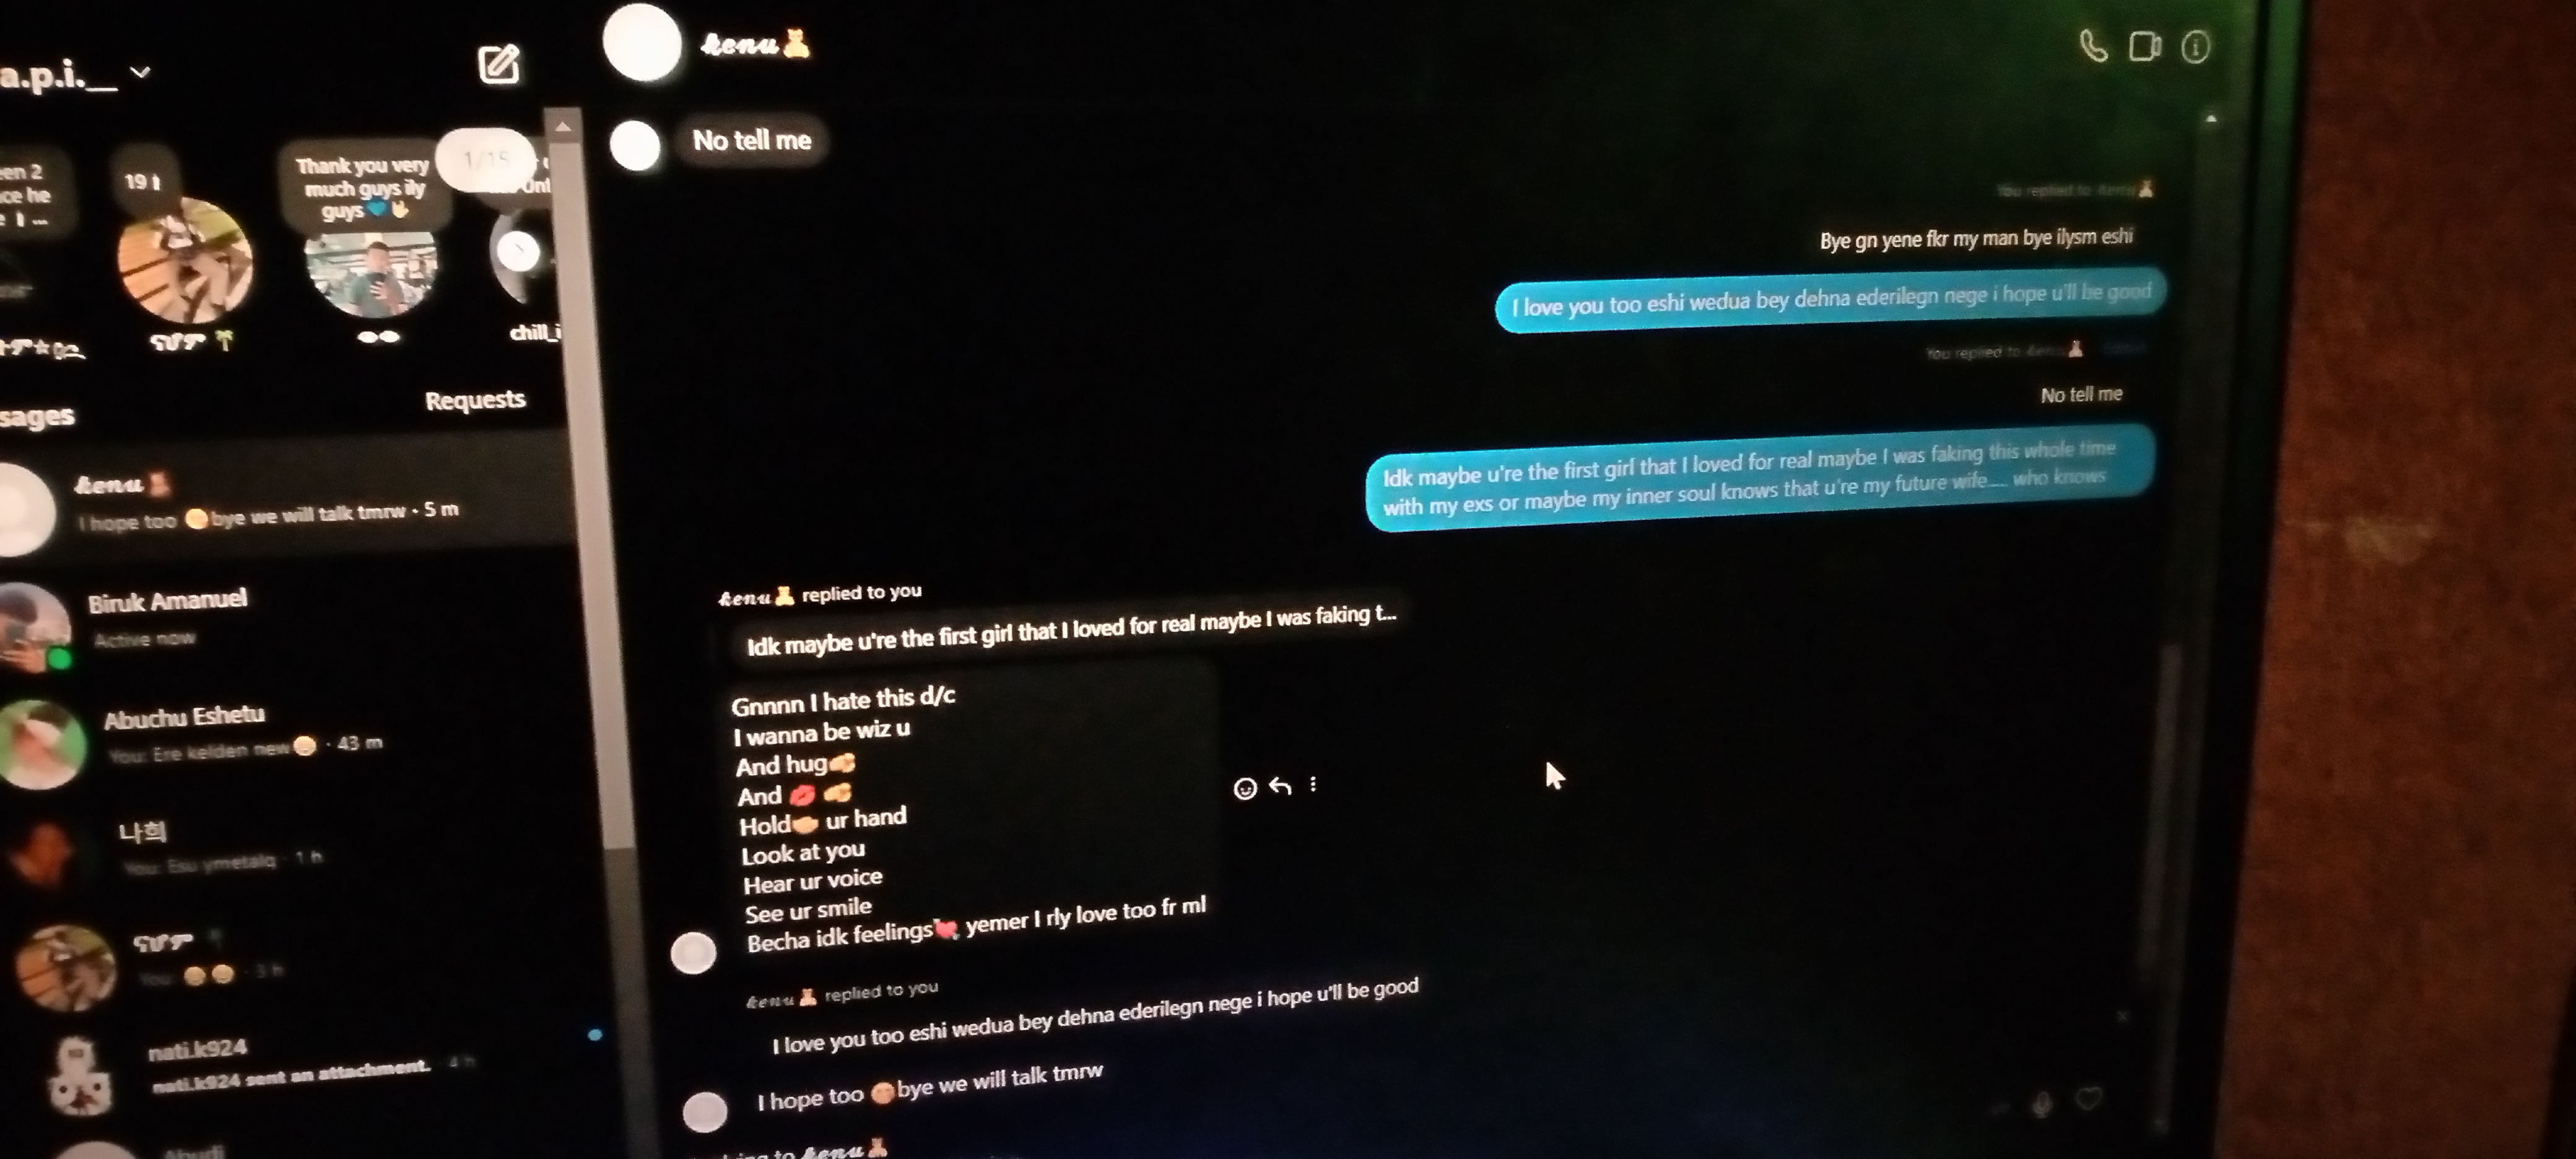 a.p.i.__
een 2
ce he
19
Thank you very
much guys ily
guys💙🤟
1/15
chill_i
sages
Requests
kenu🧸
I hope too bye we will talk tmrw · 5 m
Biruk Amanuel
Active now
Abuchu Eshetu
You: Ere kelden new · 43 m
나희
You: Esu ymetalq · 1 h
You: · 3 h
nati.k924
nati.k924 sent an attachment. · 4 h
Abudi
kenu🧸
No tell me
You replied to kenu🧸
Bye gn yene fkr my man bye ilysm eshi
I love you too eshi wedua bey dehna ederilegn nege i hope u'll be good
You replied to kenu🧸
No tell me
Idk maybe u're the first girl that I loved for real maybe I was faking this whole time
with my exs or maybe my inner soul knows that u're my future wife.... who knows
kenu🧸 replied to you
Idk maybe u're the first girl that I loved for real maybe I was faking t...
Gnnnn I hate this d/c
I wanna be wiz u
And hug🫂
And 💋
Hold ur hand
Look at you
Hear ur voice
See ur smile
Becha idk feelings💘 yemer I rly love too fr ml
kenu🧸 replied to you
I love you too eshi wedua bey dehna ederilegn nege i hope u'll be good
I hope too bye we will talk tmrw
to kenu🧸